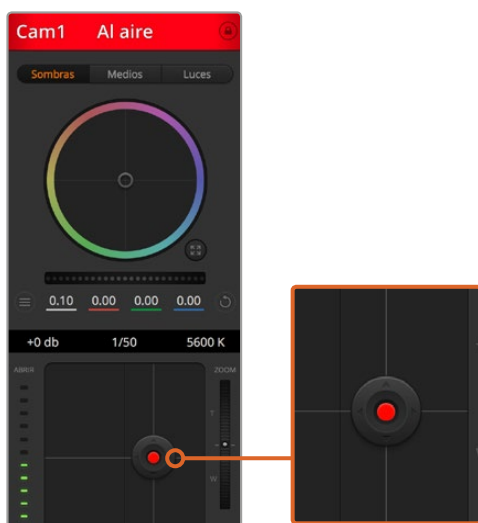 Cam1 Al aire
Sombras Medios Luces
0.10 0.00 0.00 0.00
+0 db 1/50 5600 K
ABRIR ZOOM
T
W